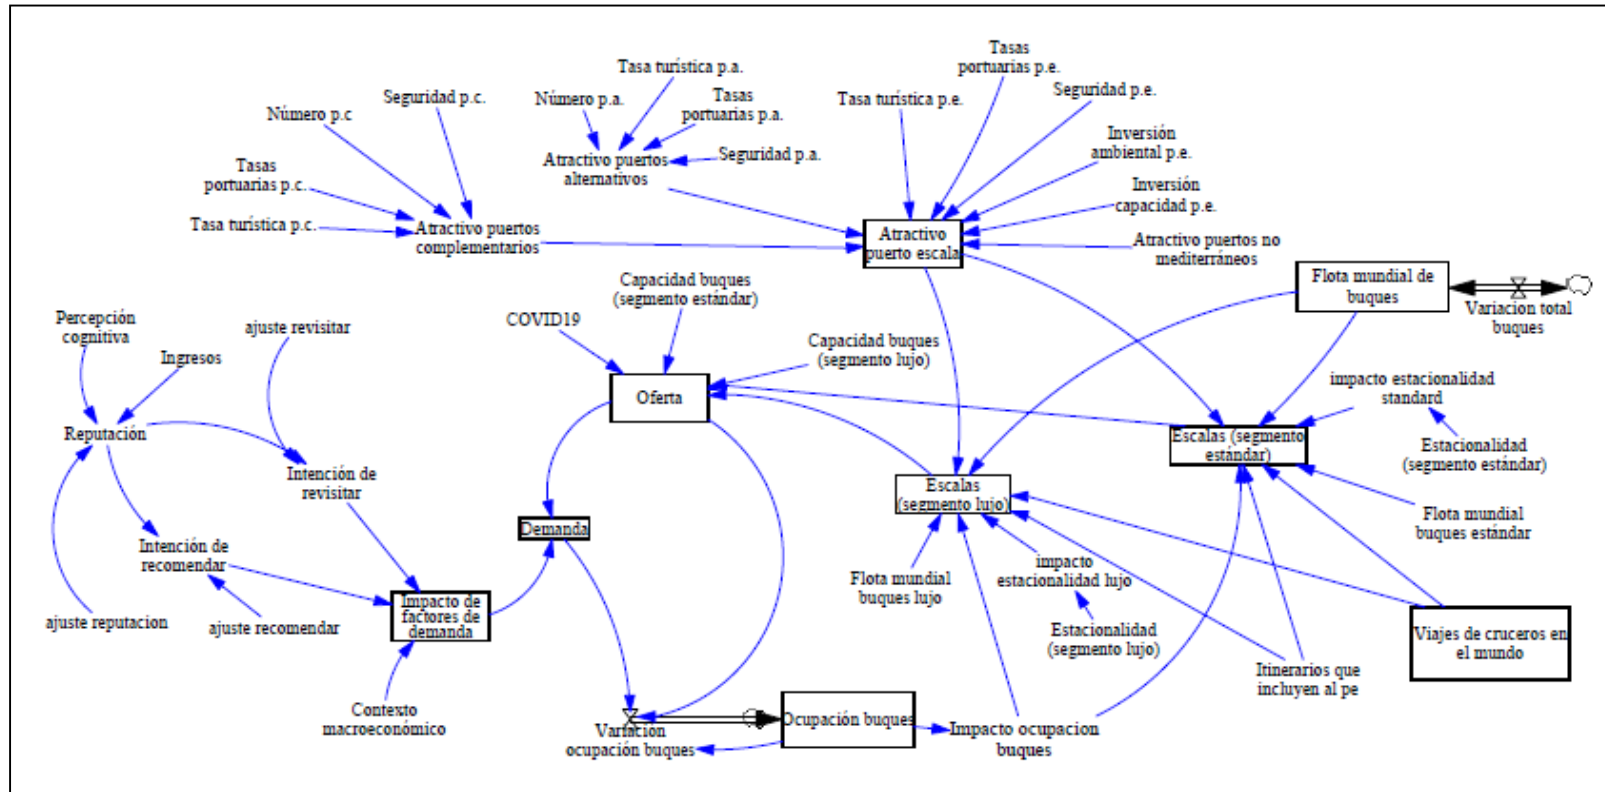 Tasas
portuarias p.e.
Tasa turística p.a.
Seguridad p.e.
Seguridad p.c.
Número p.a.
Tasas
portuarias p.a.
Tasa turística p.e.
Número p.c
Inversión
ambiental p.e.
Atractivo puertos
alternativos
Seguridad p.a.
Tasas
portuarias p.c.
Inversión
capacidad p.e.
Tasa turística p.c.
Atractivo puertos
complementarios
Atractivo
puerto escala
Atractivo puertos no
mediterráneos
Capacidad buques
(segmento estándar)
Flota mundial de
buques
Variacion total
buques
Percepción
cognitiva
ajuste revisitar
COVID19
Capacidad buques
(segmento lujo)
Ingresos
Oferta
impacto estacionalidad
standard
Reputación
Escalas (segmento
estándar)
Estacionalidad
(segmento estándar)
Intención de
revisitar
Escalas
(segmento lujo)
Flota mundial
buques estándar
Demanda
Intención de
recomendar
Flota mundial
buques lujo
impacto
estacionalidad lujo
Impacto de
factores de
demanda
ajuste reputacion
ajuste recomendar
Estacionalidad
(segmento lujo)
Viajes de cruceros en
el mundo
Itinerarios que
incluyen al pe
Contexto
macroeconómico
Ocupación buques
Variación
ocupación buques
Impacto ocupacion
buques